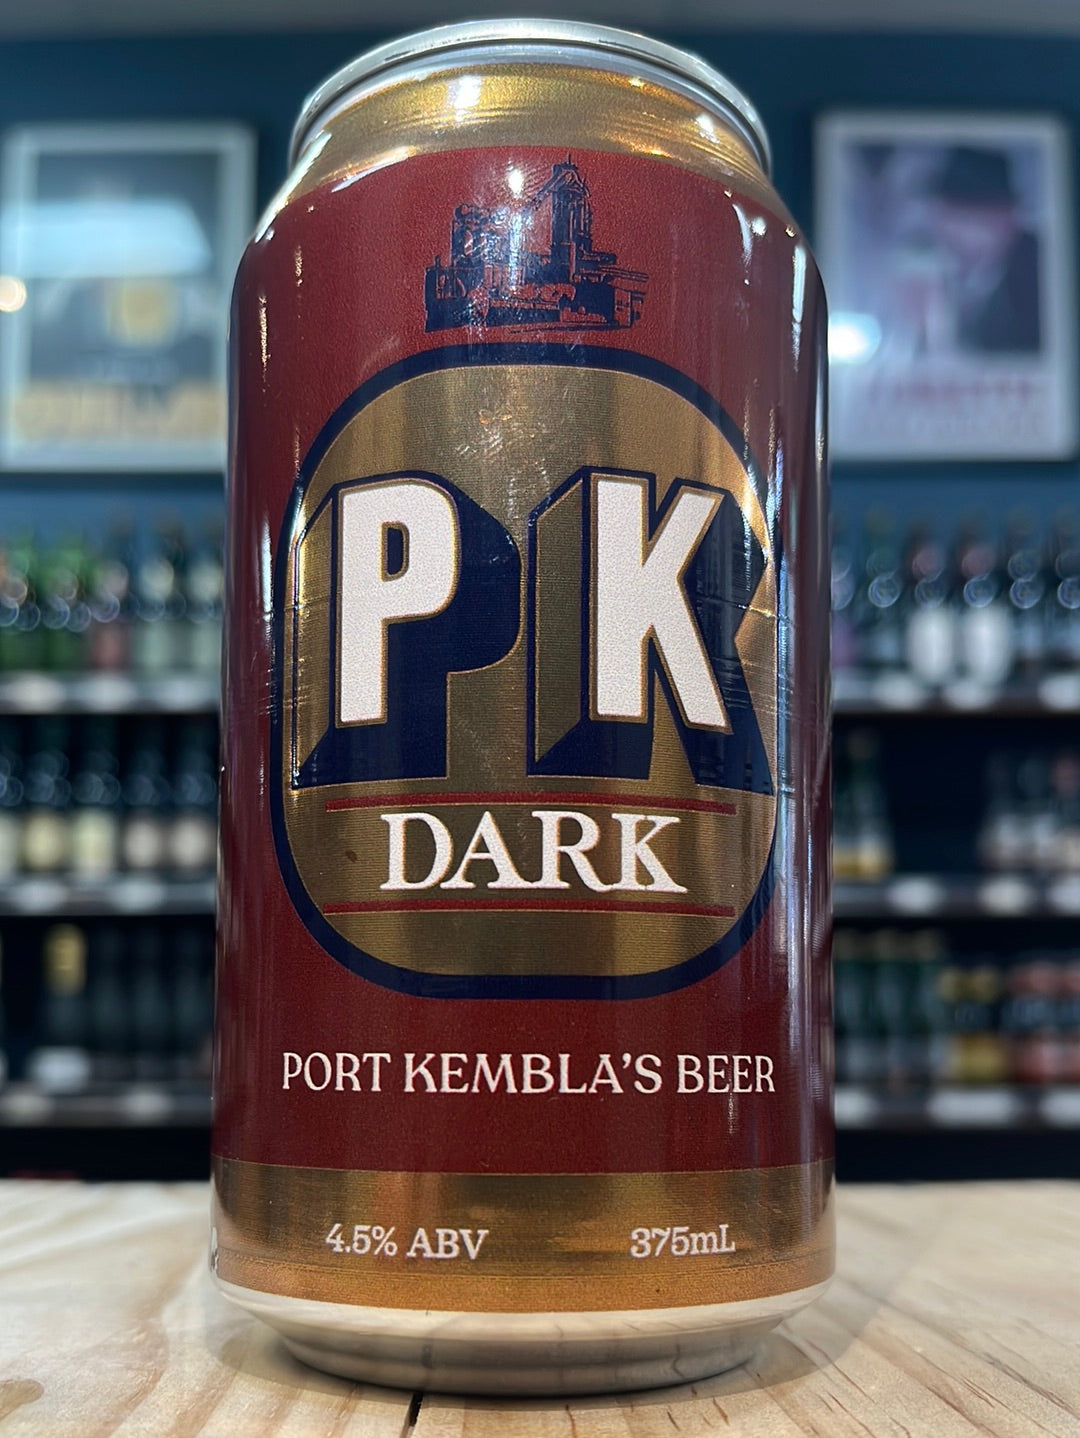 PK
DARK
PORT KEMBLA'S BEER
4.5% ABV 375mL